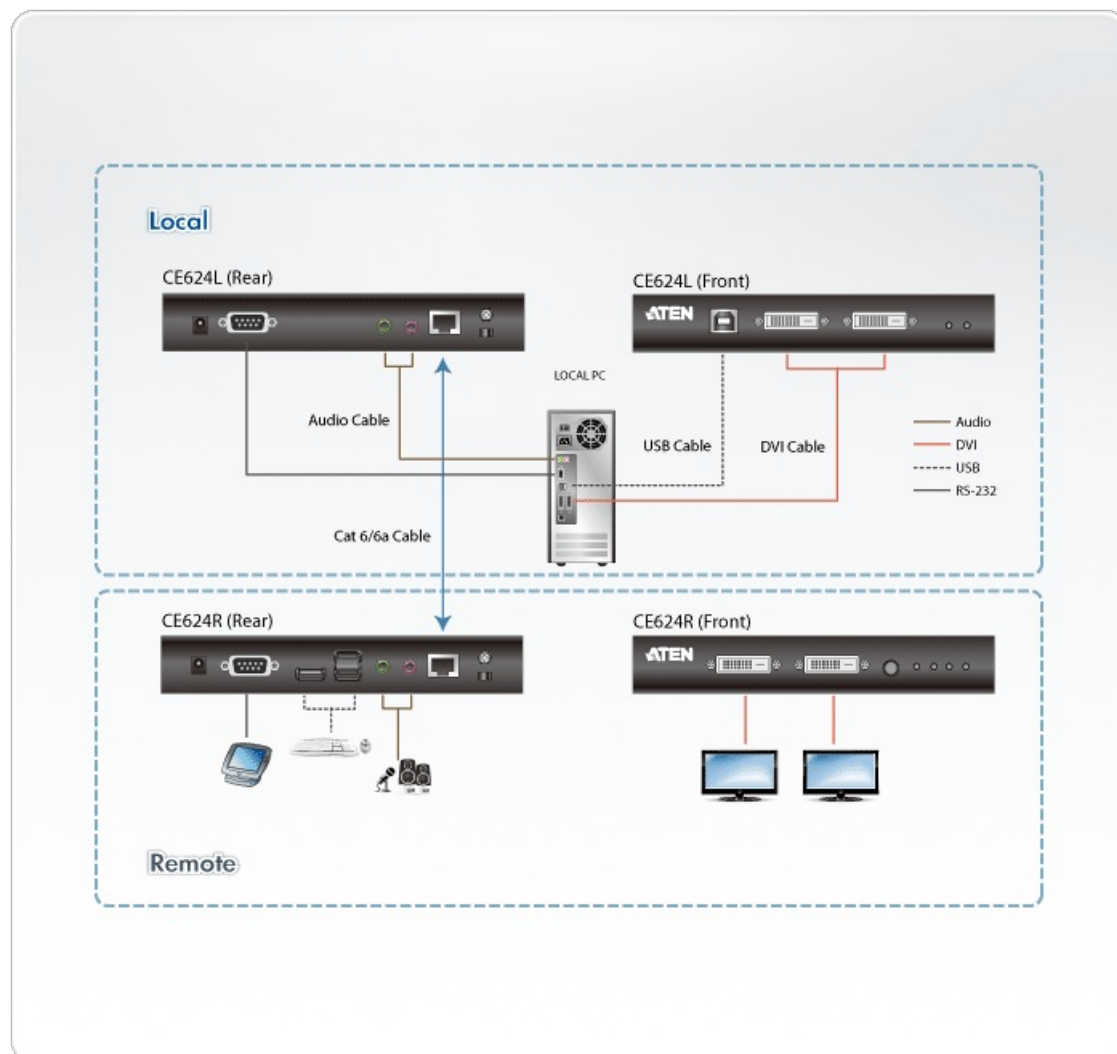 Local
CE624L (Rear)
CE624L (Front)
ATEN
LOCAL PC
Audio Cable
USB Cable
DVI Cable
Audio
DVI
USB
RS-232
Cat 6/6a Cable
CE624R (Rear)
CE624R (Front)
ATEN
Remote